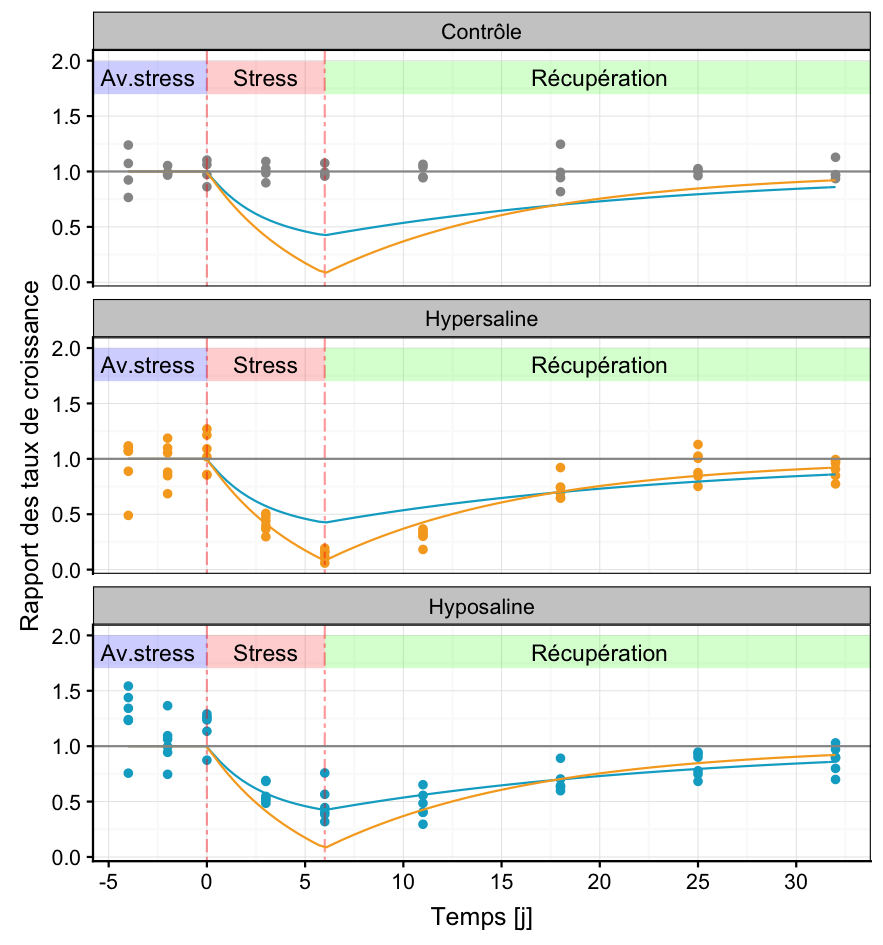 Contrôle
2.0
Av.stress Stress Récupération
1.5
1.0
0.5
0.0
Hypersaline
2.0
Av.stress Stress Récupération
1.5
1.0
0.5
0.0
Hyposaline
2.0
Av.stress Stress Récupération
1.5
1.0
0.5
0.0
-5 0 5 10 15 20 25 30
Temps [j]
Rapport des taux de croissance